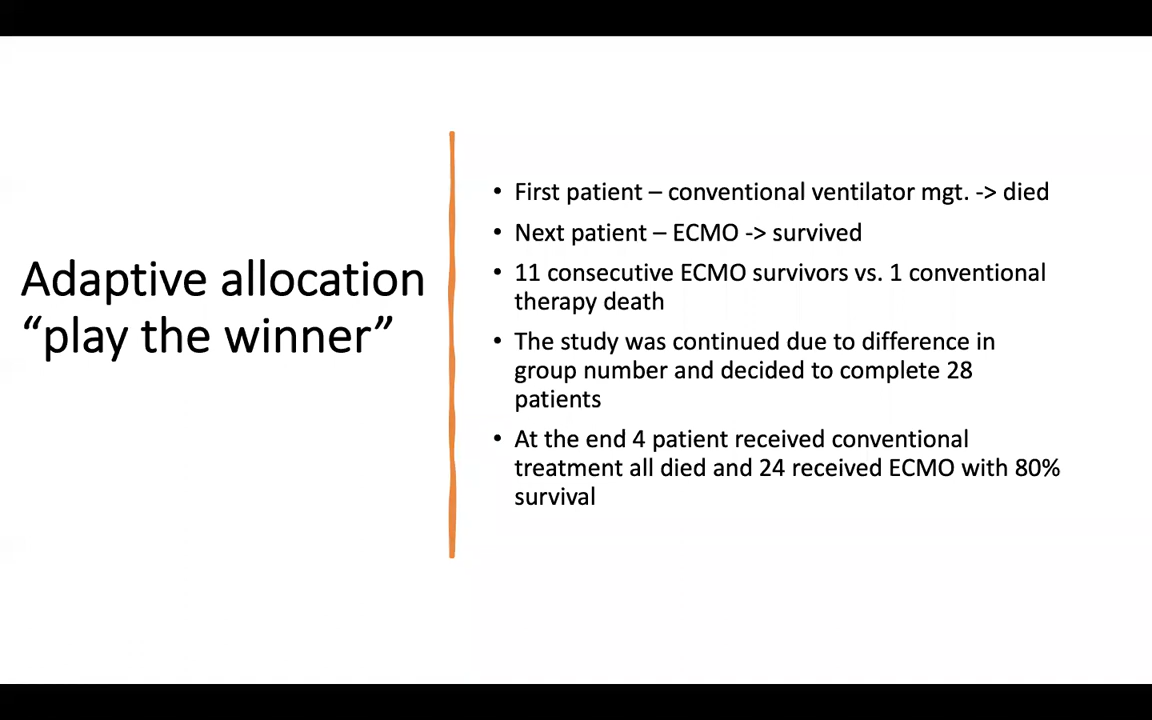 Adaptive allocation
“play the winner”
• First patient – conventional ventilator mgt. -> died
• Next patient – ECMO -> survived
• 11 consecutive ECMO survivors vs. 1 conventional
therapy death
• The study was continued due to difference in
group number and decided to complete 28
patients
• At the end 4 patient received conventional
treatment all died and 24 received ECMO with 80%
survival